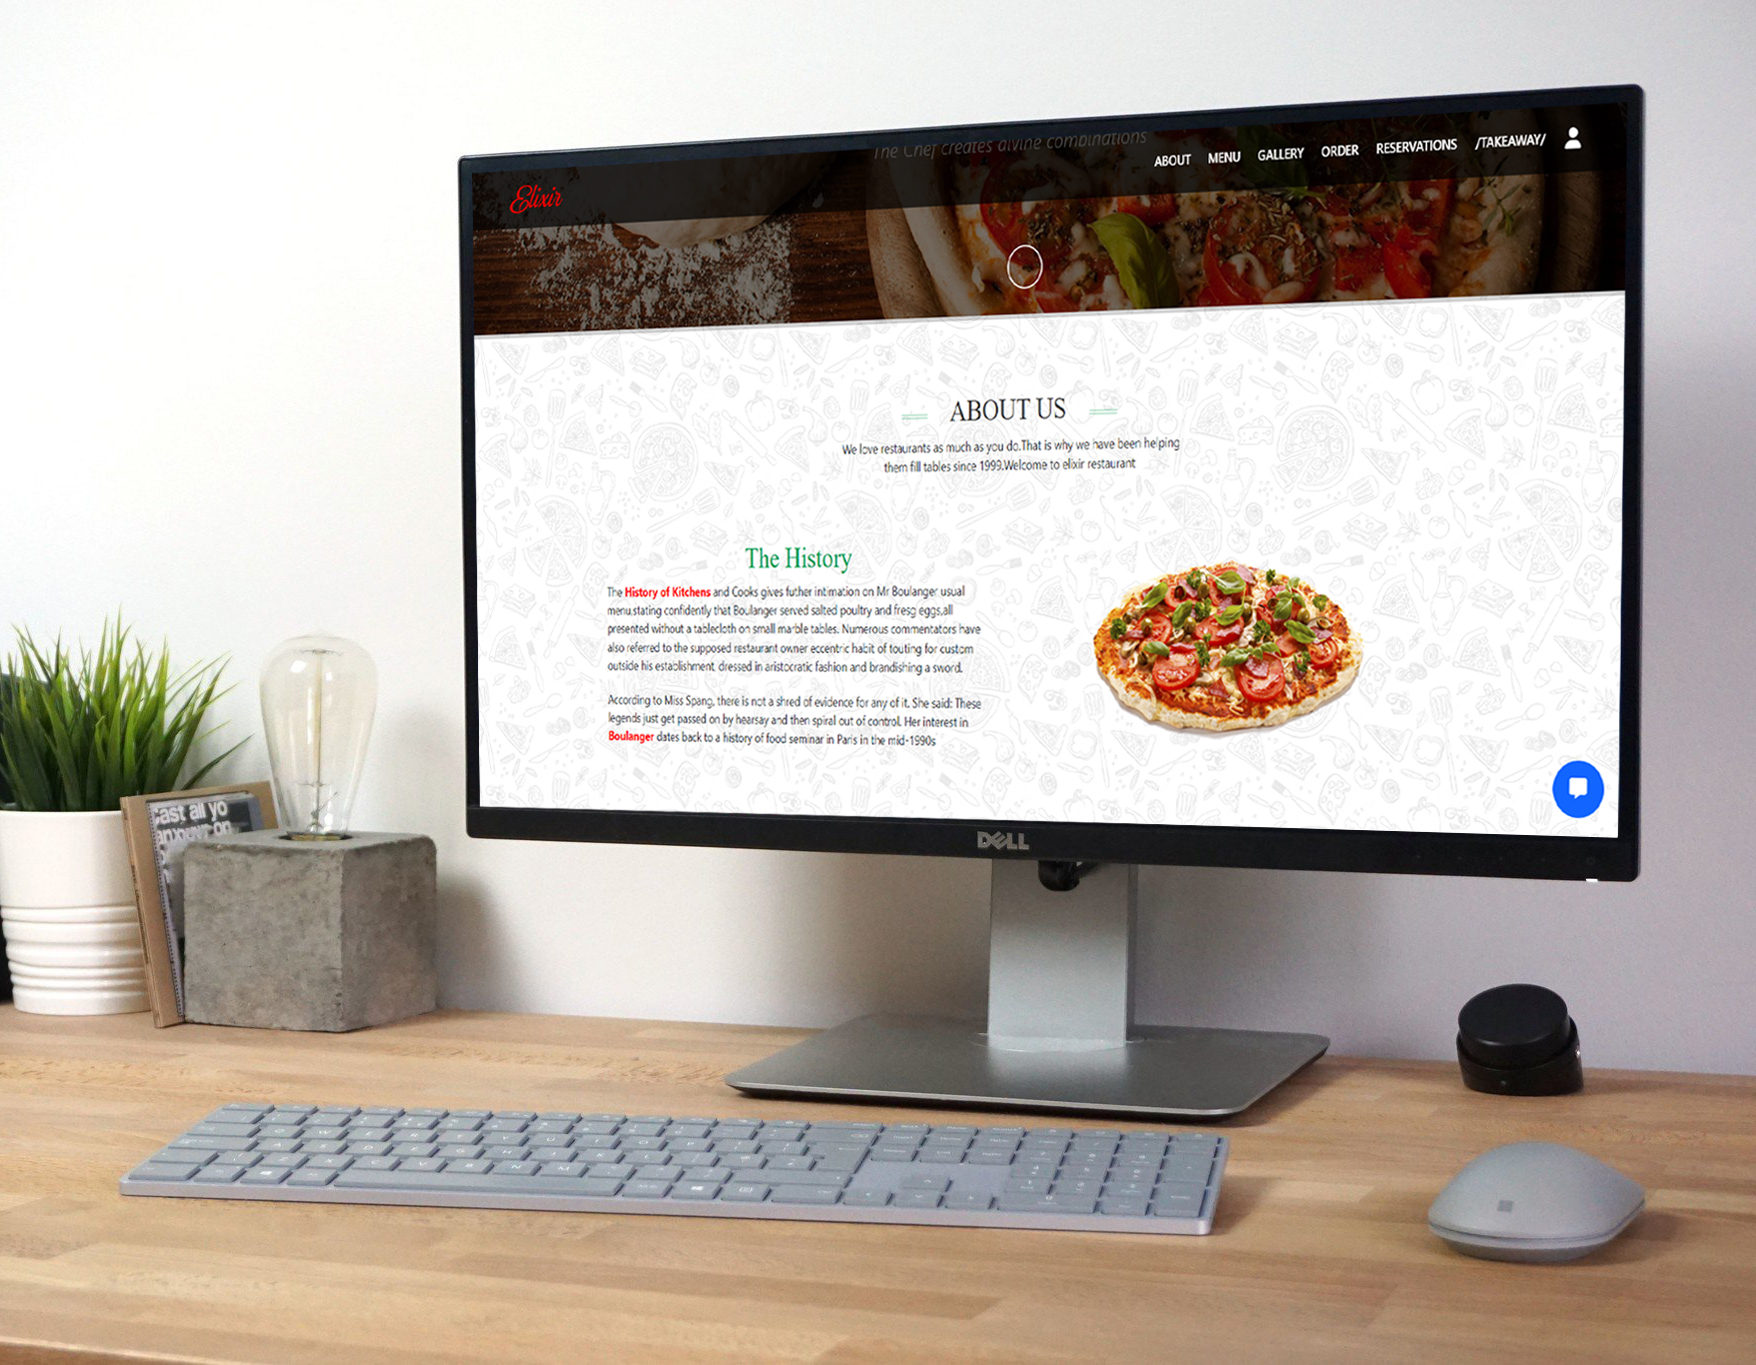 The Chef creates divine combinations
ABOUT MENU GALLERY ORDER RESERVATIONS /TAKEAWAY/
Elixir
ABOUT US
We love restaurants as much as you do.That is why we have been helping
them fill tables since 1999.Welcome to elixir restaurant
The History
The History of Kitchens and Cooks gives futher intimation on Mr Boulanger usual
menu.stating confidently that Boulanger served salted poultry and fresg eggs,all
presented without a tablecloth on small marble tables. Numerous commentators have
also referred to the supposed restaurant owner eccentric habit of touting for custom
outside his establishment, dressed in aristocratic fashion and brandishing a sword.
According to Miss Spang, there is not a shred of evidence for any of it. She said: These
legends just get passed on by hearsay and then spiral out of control. Her interest in
Boulanger dates back to a history of food seminar in Paris in the mid-1990s
DELL
cast all yo